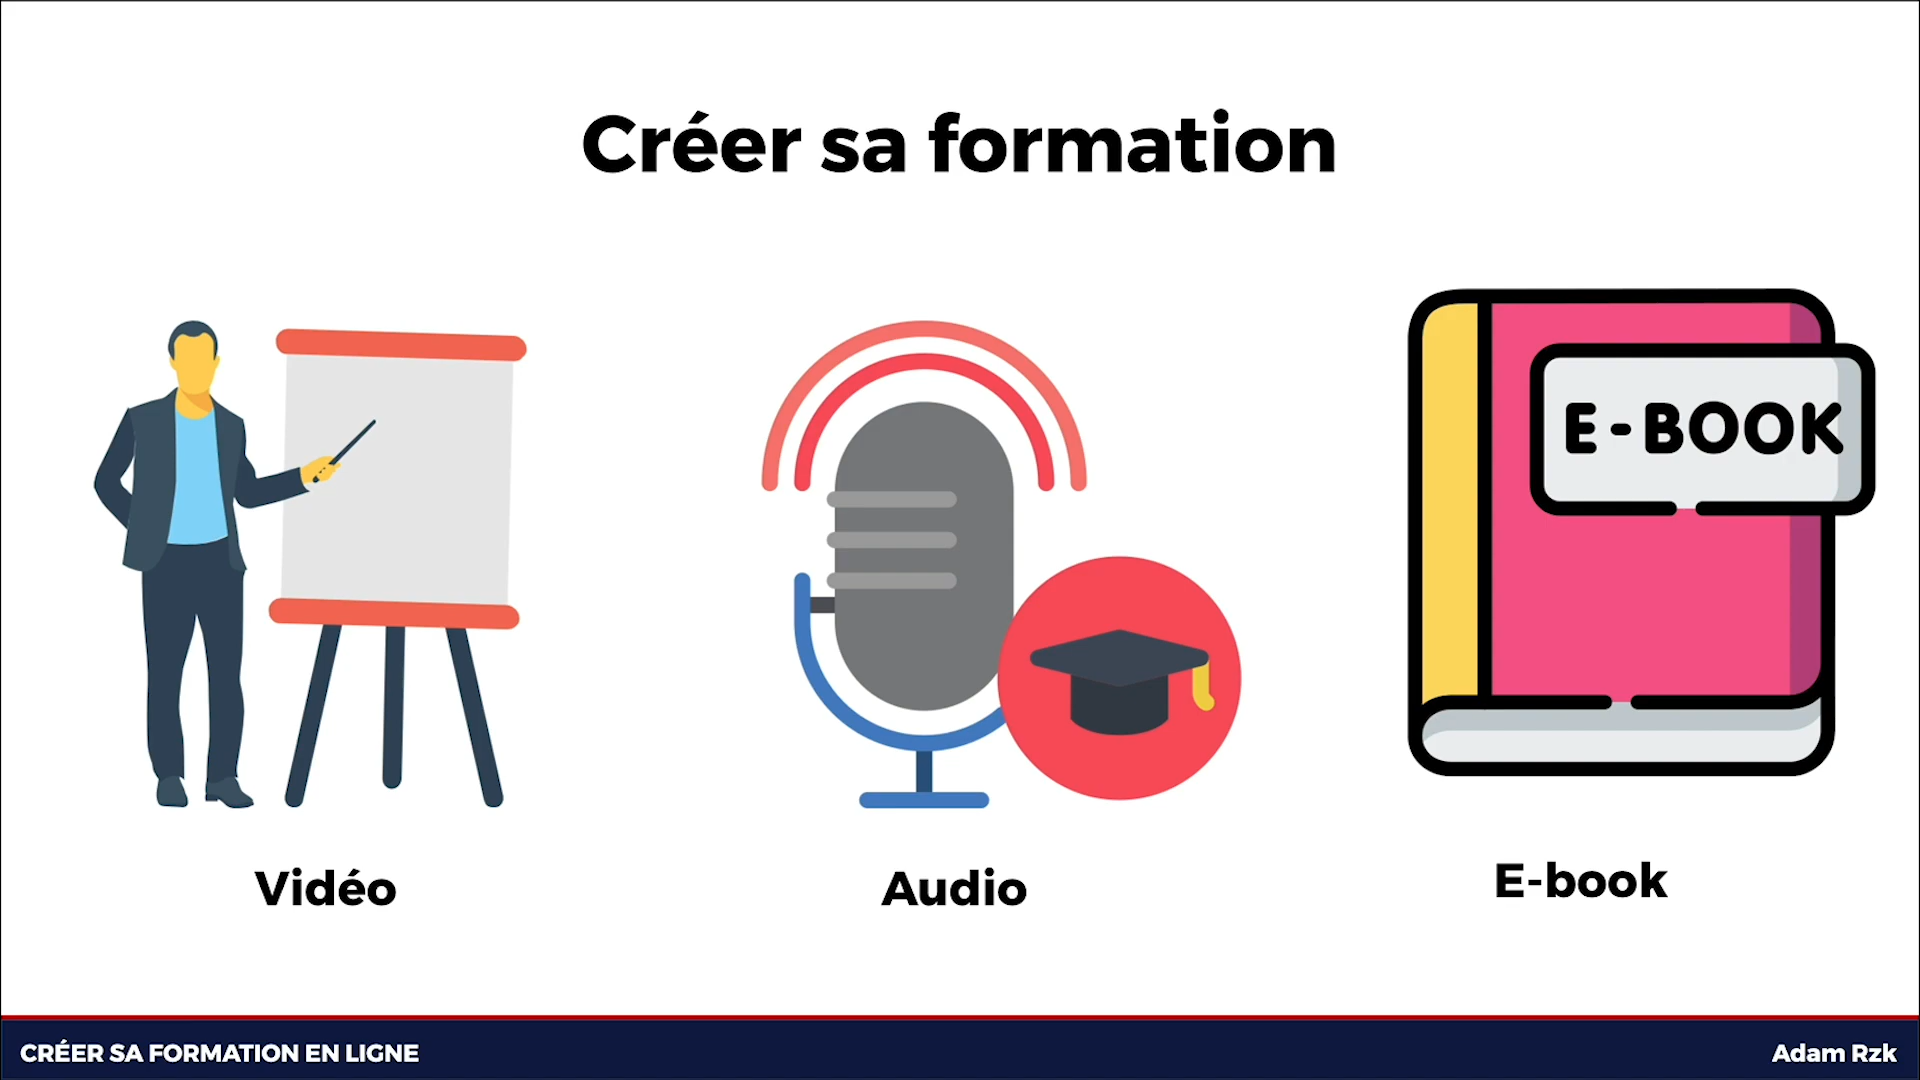 Créer sa formation
E-BOOK
Vidéo
Audio
E-book
CRÉER SA FORMATION EN LIGNE
Adam Rzk